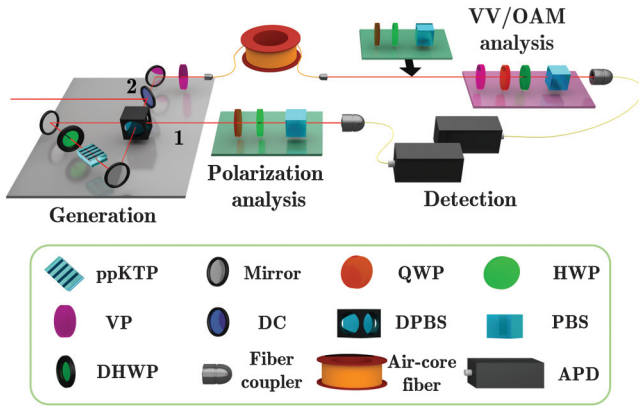 VV/OAM
analysis
2
1
Polarization
analysis
Generation
Detection
ppKTP
Mirror
QWP
HWP
VP
DC
DPBS
PBS
DHWP
Fiber
coupler
Air-core
fiber
APD